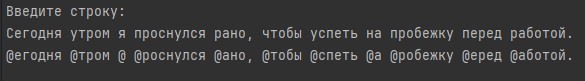 Введите строку:
Сегодня утром я проснулся рано, чтобы успеть на пробежку перед работой.
@егодня @тром @ @роснулся @ано, @тобы @спеть @а @робежку @еред @аботой.